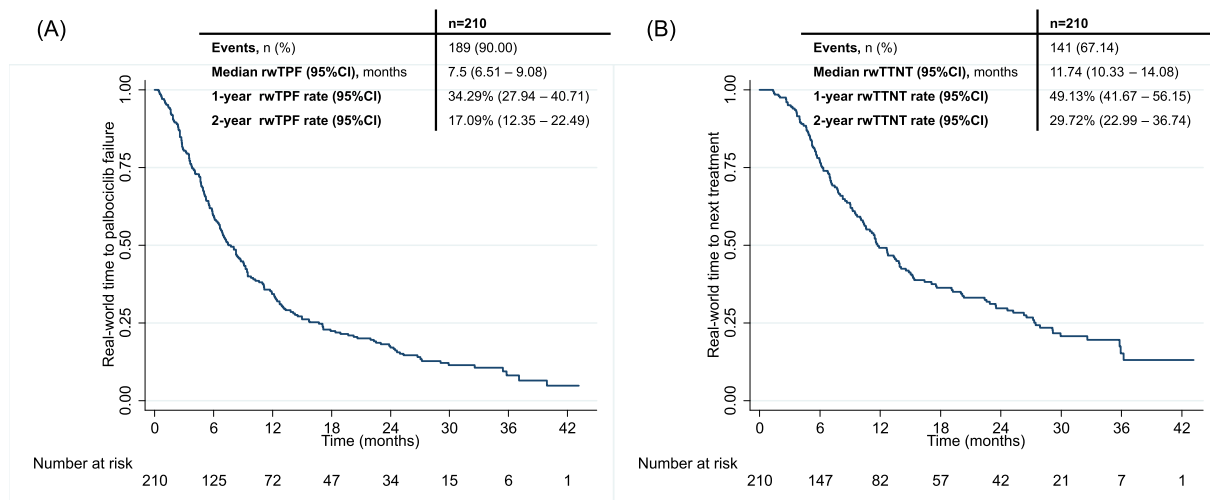 (A)
n=210
Events, n (%) 189 (90.00)
Median rwTPF (95%CI), months 7.5 (6.51 – 9.08)
1-year rwTPF rate (95%CI) 34.29% (27.94 – 40.71)
2-year rwTPF rate (95%CI) 17.09% (12.35 – 22.49)
Real-world time to palbociclib failure
1.00
0.75
0.50
0.25
0.00
0 6 12 18 24 30 36 42
Time (months)
Number at risk
210 125 72 47 34 15 6 1
(B)
n=210
Events, n (%) 141 (67.14)
Median rwTTNT (95%CI), months 11.74 (10.33 – 14.08)
1-year rwTTNT rate (95%CI) 49.13% (41.67 – 56.15)
2-year rwTTNT rate (95%CI) 29.72% (22.99 – 36.74)
Real-world time to next treatment
1.00
0.75
0.50
0.25
0.00
0 6 12 18 24 30 36 42
Time (months)
Number at risk
210 147 82 57 42 21 7 1